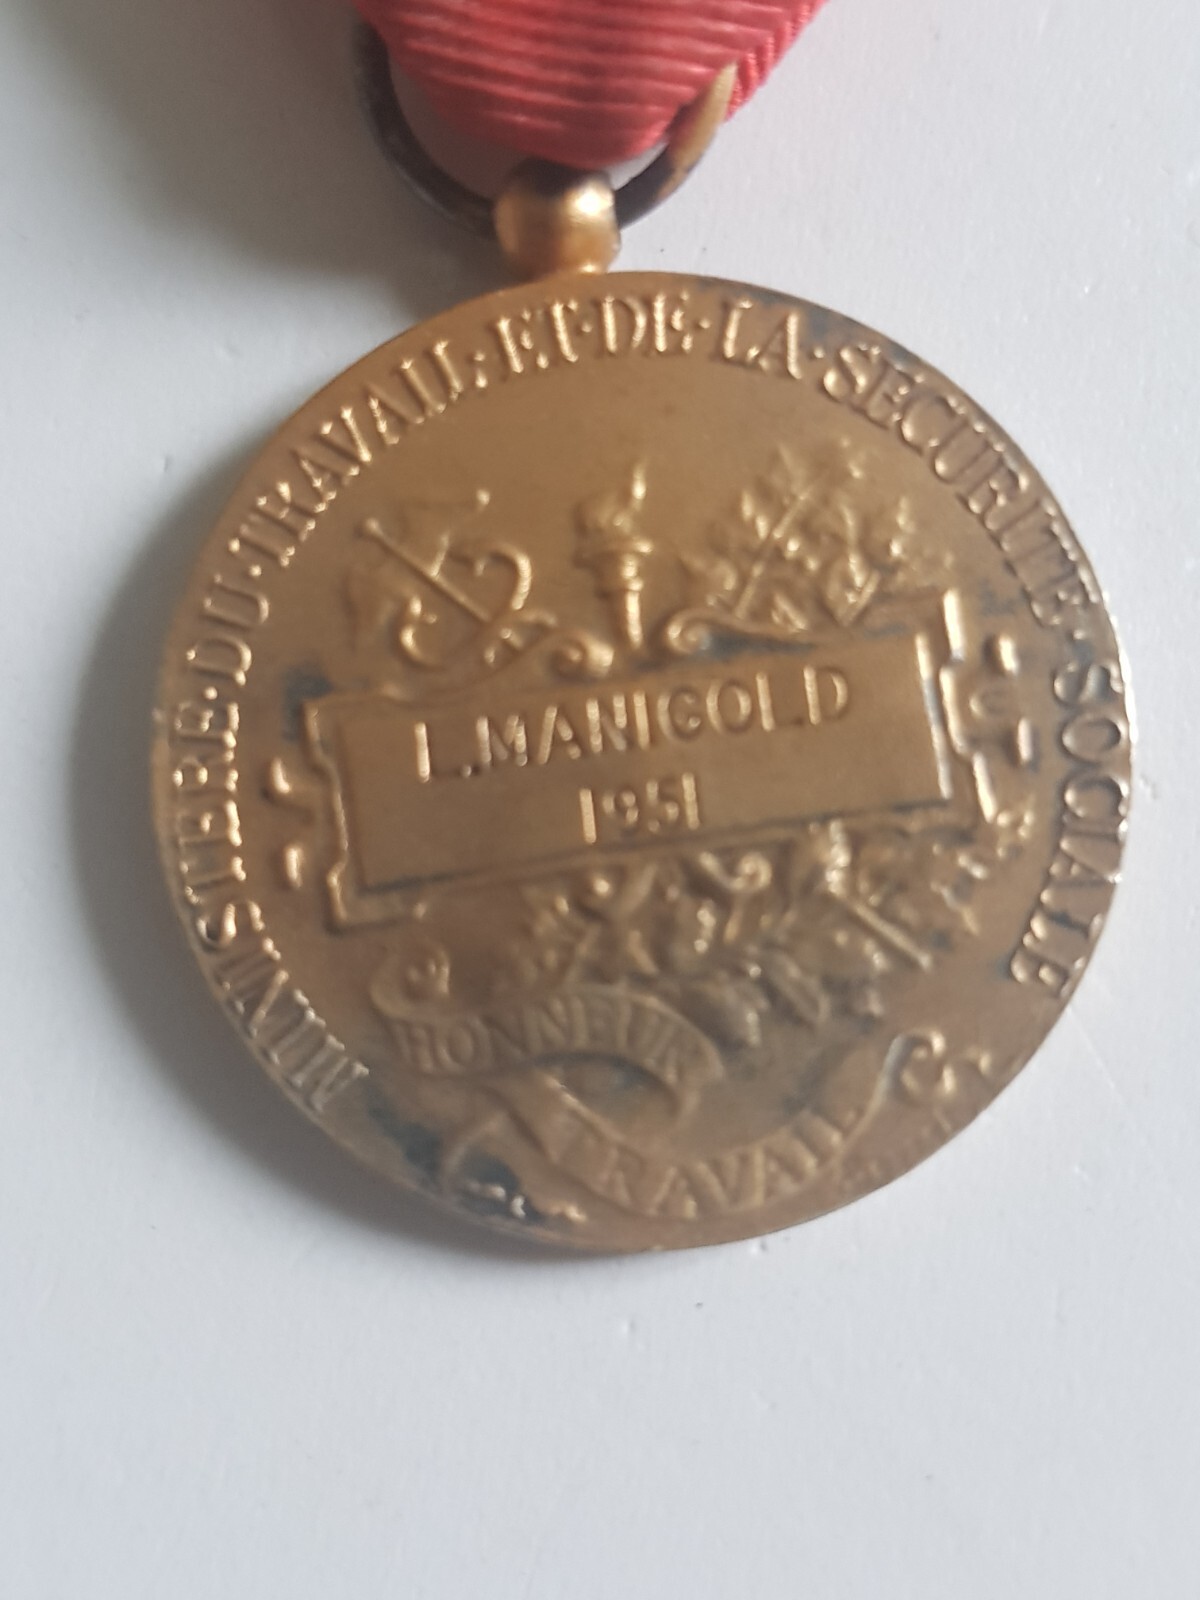 MINISTERE·DU·TRAVAIL·ET·DE·LA·SECURITE·SOCIALE
L.MANIGOLD
1951
HONNEUR
TRAVAIL